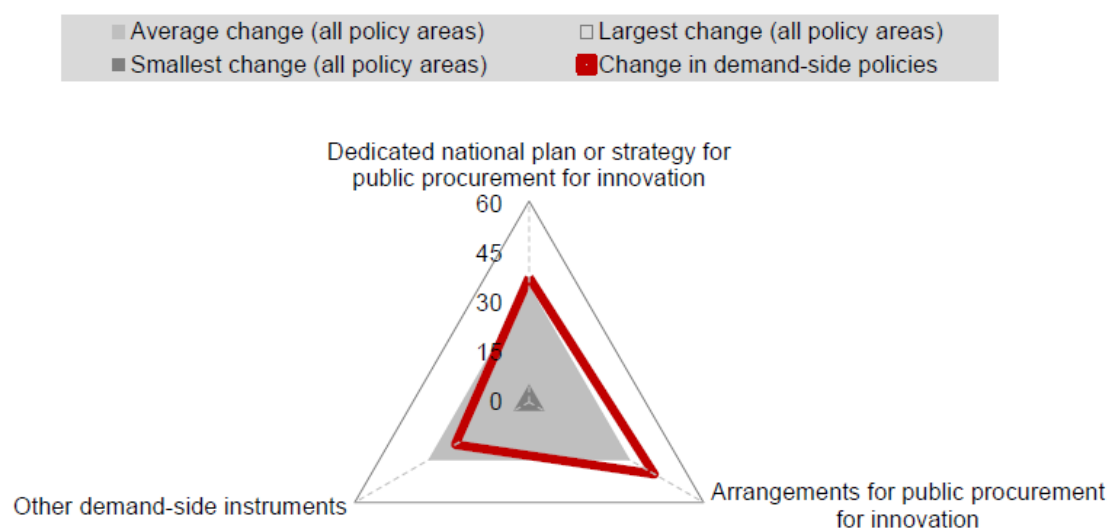 Average change (all policy areas) Largest change (all policy areas)
Smallest change (all policy areas) Change in demand-side policies
Dedicated national plan or strategy for
public procurement for innovation
60
45
30
15
0
Other demand-side instruments
Arrangements for public procurement
for innovation